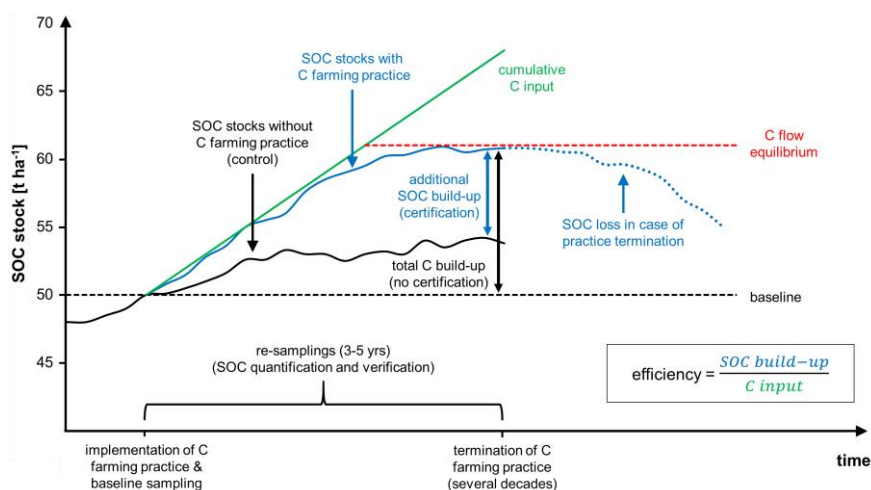 70
65
60
55
50
45
SOC stock [t ha⁻¹]
SOC stocks with
C farming practice
cumulative
C input
SOC stocks without
C farming practice
(control)
C flow
equilibrium
additional
SOC build-up
(certification)
SOC loss in case of
practice termination
total C build-up
(no certification)
baseline
re-samplings (3-5 yrs)
(SOC quantification and verification)
efficiency = SOC build-up
C input
implementation of C
farming practice &
baseline sampling
termination of C
farming practice
(several decades)
time